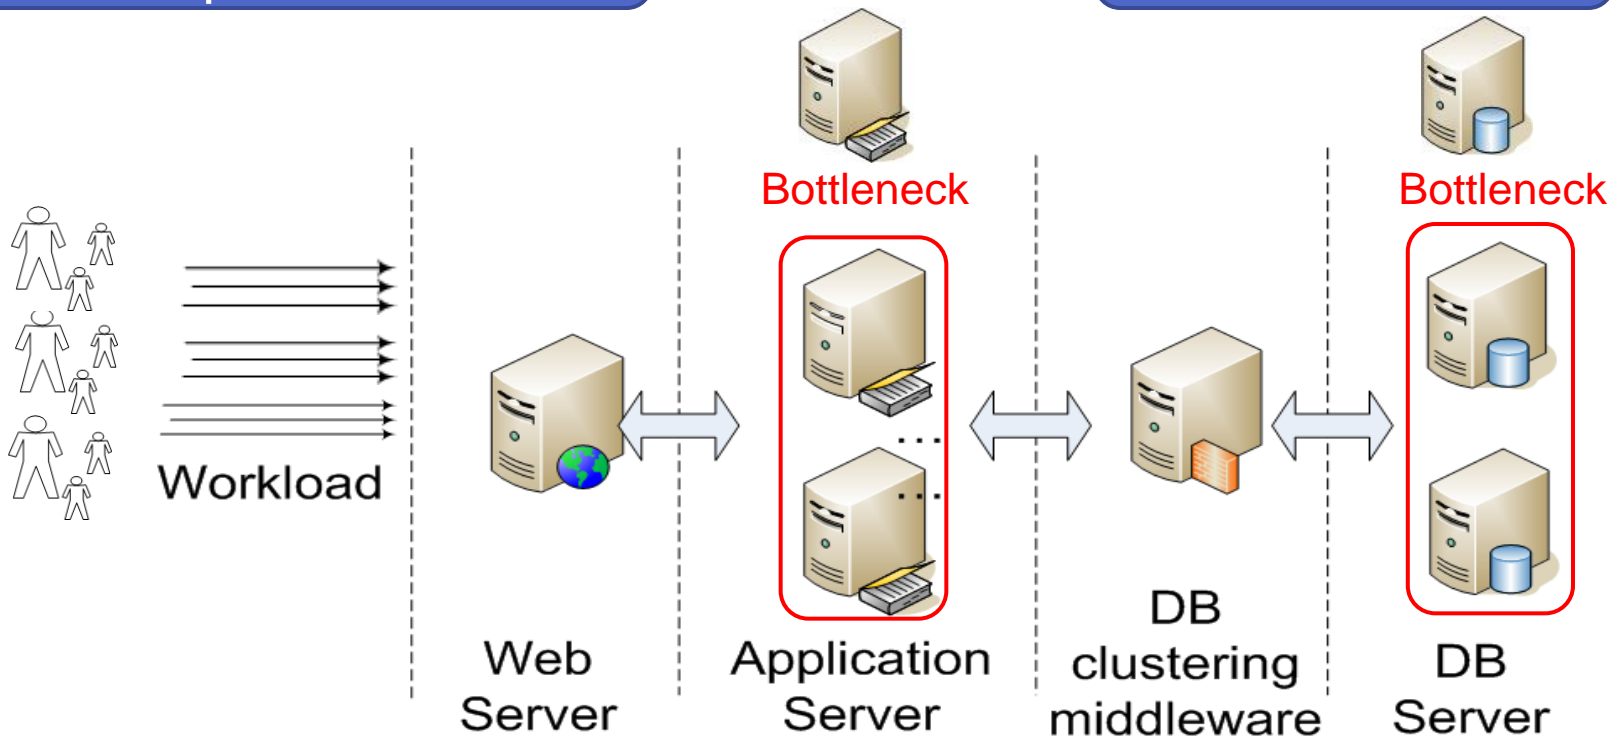 Bottleneck
Bottleneck
Workload
...
...
Web
Server
Application
Server
DB
clustering
middleware
DB
Server